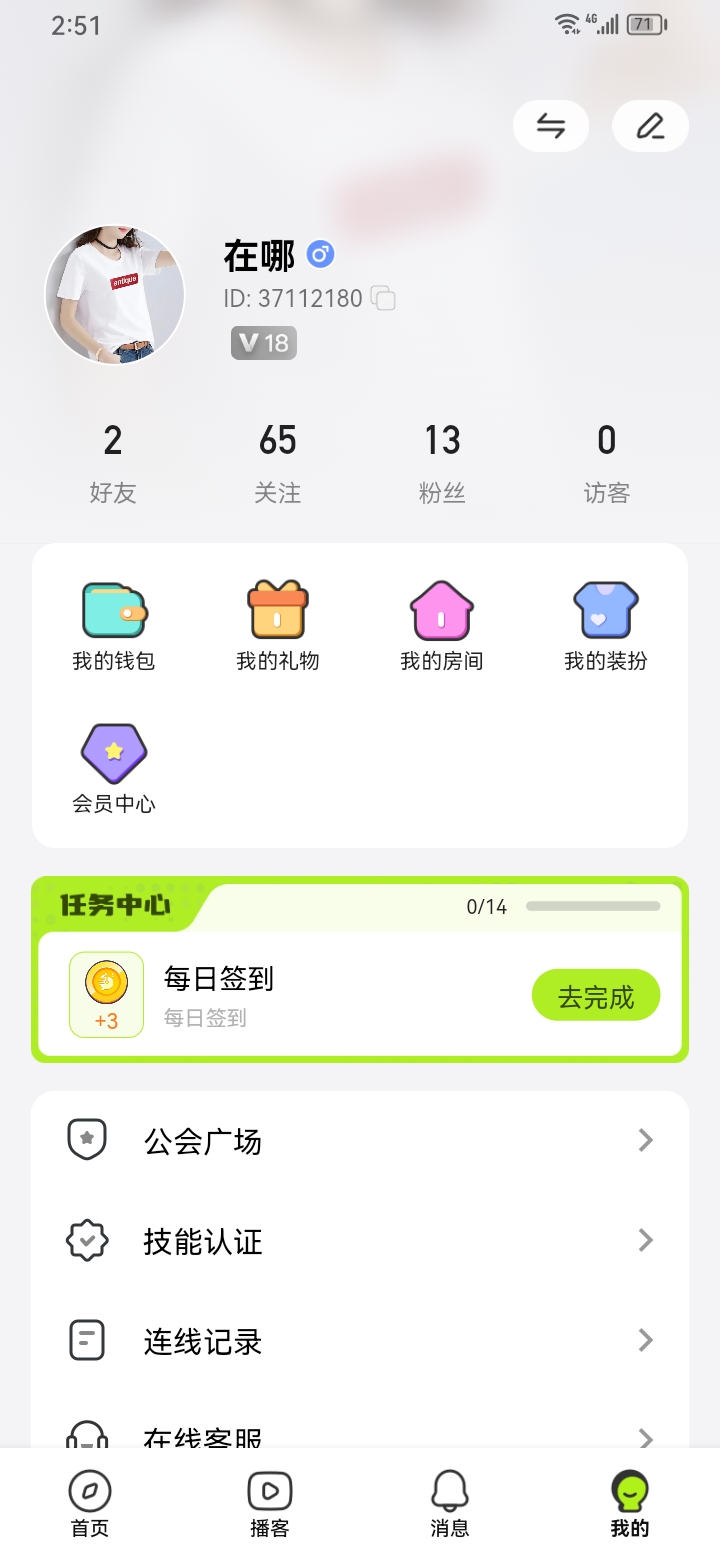 2:51
4G
71
在哪
ID: 37112180
V 18
antique
2 65 13 0
好友 关注 粉丝 访客
我的钱包 我的礼物 我的房间 我的装扮
会员中心
任务中心 0/14
每日签到
+3 每日签到
去完成
公会广场
技能认证
连线记录
在线客服
首页 播客 消息 我的